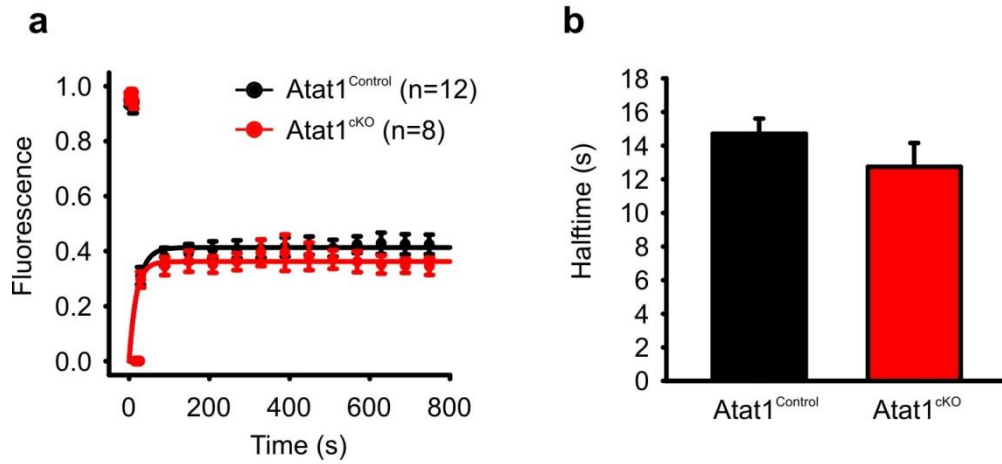 a
Fluorescence
1.0
0.8
0.6
0.4
0.2
0.0
Atat1Control (n=12)
Atat1cKO (n=8)
0 200 400 600 800
Time (s)
b
Halftime (s)
18
16
14
12
10
8
6
4
2
0
Atat1Control Atat1cKO